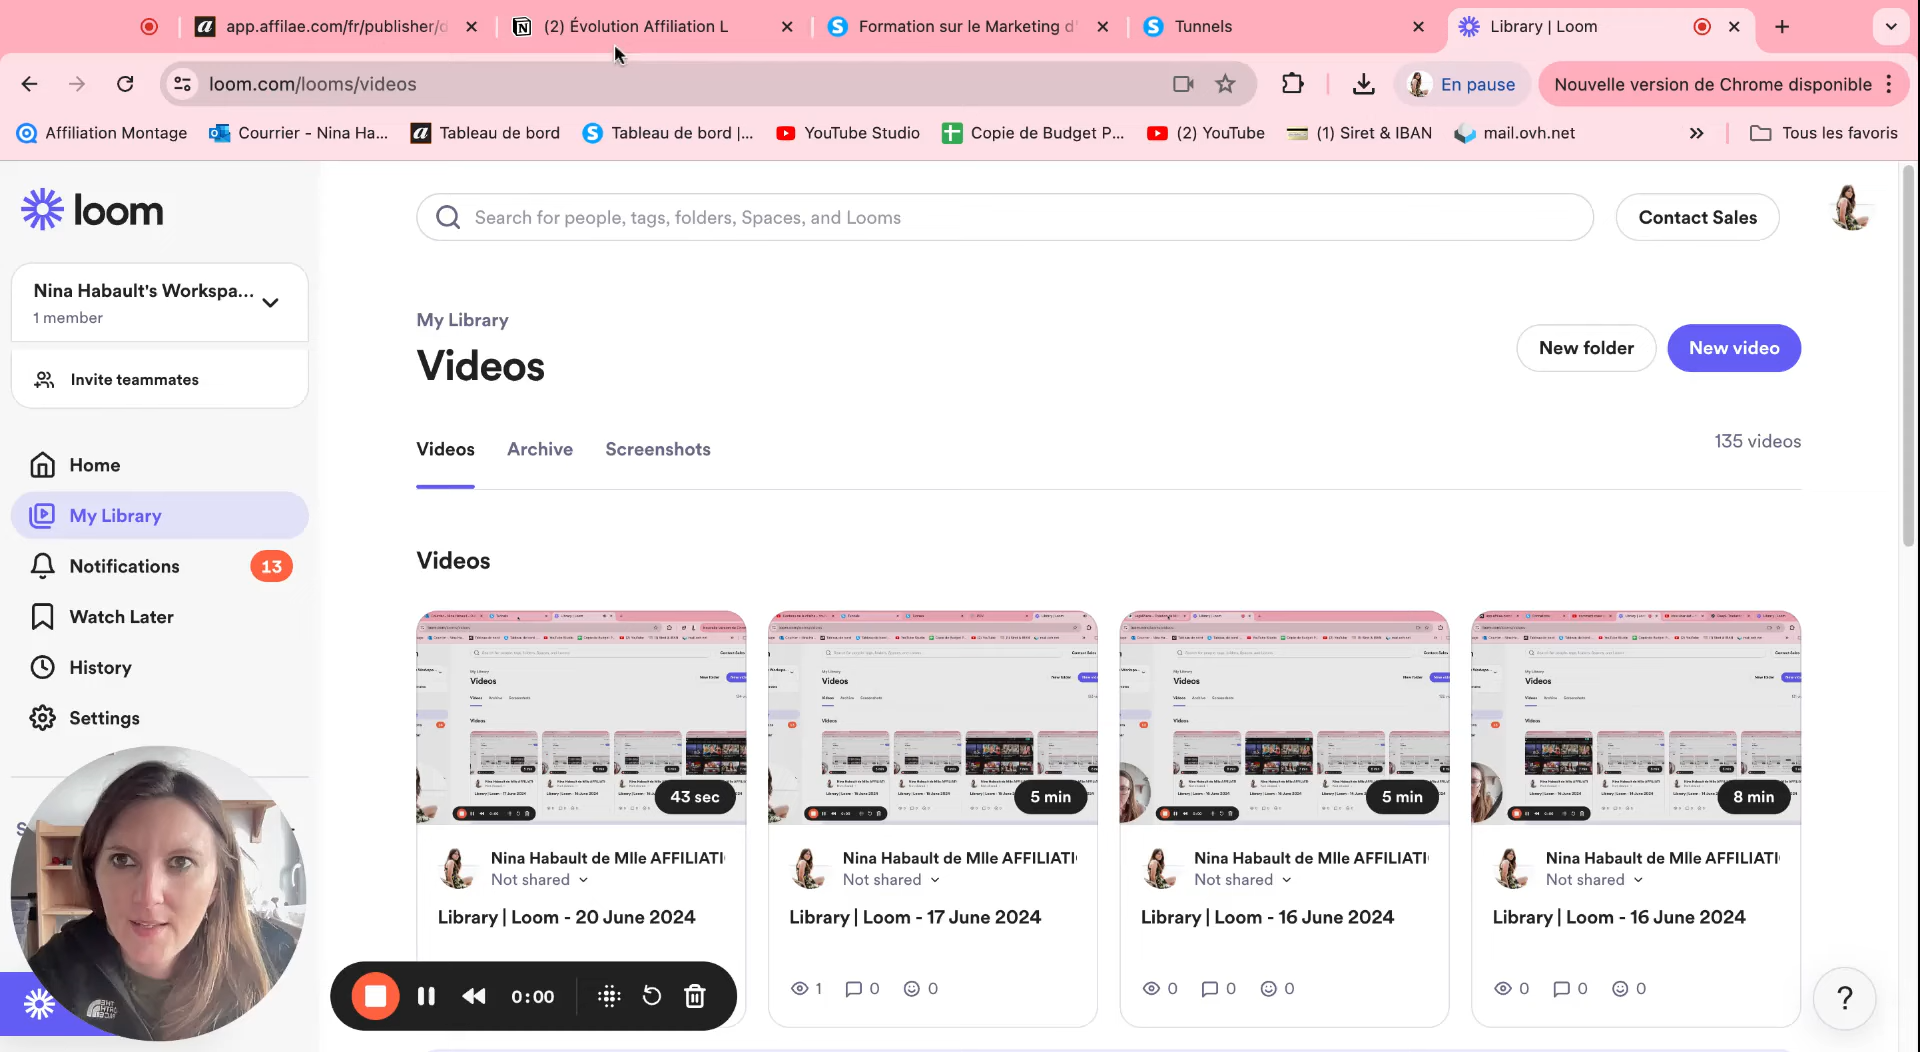 app.affilae.com/fr/publisher/d
(2) Évolution Affiliation L
Formation sur le Marketing d'
Tunnels
Library | Loom
loom.com/looms/videos
En pause
Nouvelle version de Chrome disponible
Affiliation Montage
Courrier - Nina Ha...
Tableau de bord
Tableau de bord |...
YouTube Studio
Copie de Budget P...
(2) YouTube
(1) Siret & IBAN
mail.ovh.net
Tous les favoris
loom
Search for people, tags, folders, Spaces, and Looms
Contact Sales
Nina Habault's Workspa...
1 member
Invite teammates
Home
My Library
Notifications
13
Watch Later
History
Settings
My Library
Videos
New folder
New video
Videos
Archive
Screenshots
135 videos
Videos
43 sec
5 min
5 min
8 min
Nina Habault de Mlle AFFILIATI
Not shared
Library | Loom - 20 June 2024
Nina Habault de Mlle AFFILIATI
Not shared
Library | Loom - 17 June 2024
1 0 0
Nina Habault de Mlle AFFILIATI
Not shared
Library | Loom - 16 June 2024
0 0 0
Nina Habault de Mlle AFFILIATI
Not shared
Library | Loom - 16 June 2024
0 0 0
0:00
?